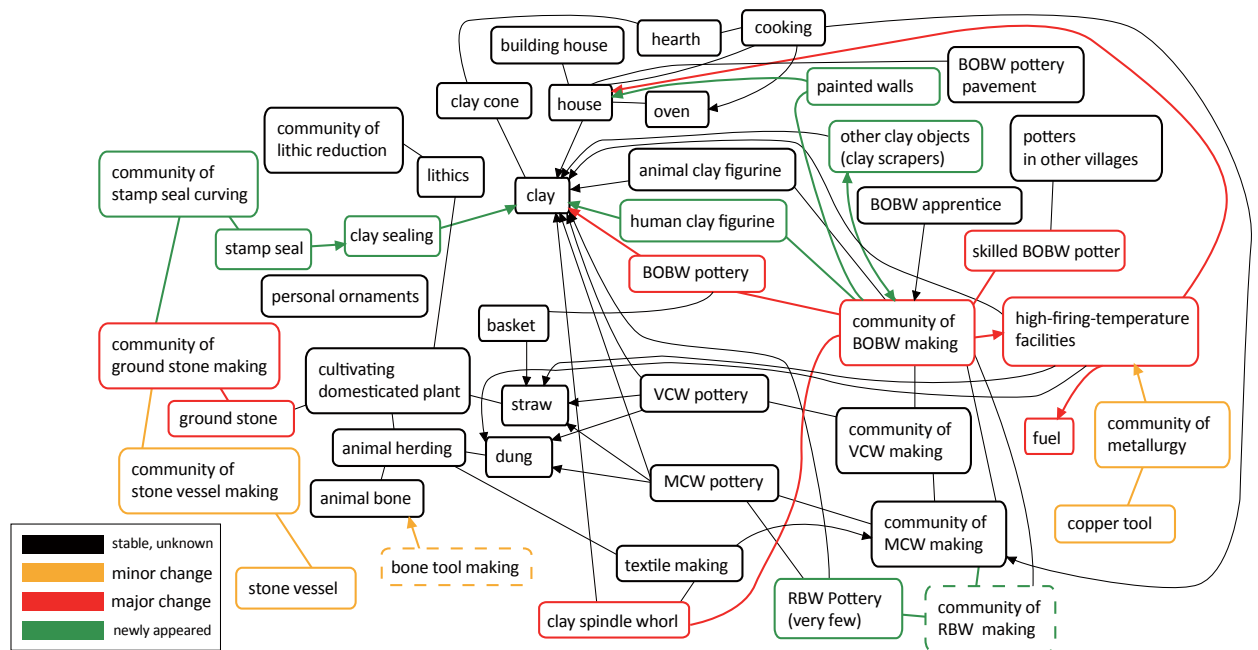 cooking
hearth
building house
BOBW pottery
pavement
painted walls
clay cone
house
oven
community of
lithic reduction
other clay objects
(clay scrapers)
potters
in other villages
community of
stamp seal curving
lithics
animal clay figurine
clay
BOBW apprentice
human clay figurine
clay sealing
stamp seal
skilled BOBW potter
BOBW pottery
personal ornaments
basket
community of
BOBW making
high-firing-temperature
facilities
community of
ground stone making
cultivating
domesticated plant
straw
VCW pottery
ground stone
community of
VCW making
fuel
community of
metallurgy
animal herding
dung
community of
stone vessel making
MCW pottery
animal bone
community of
MCW making
copper tool
stable, unknown
minor change
major change
newly appeared
bone tool making
textile making
stone vessel
RBW Pottery
(very few)
community of
RBW making
clay spindle whorl